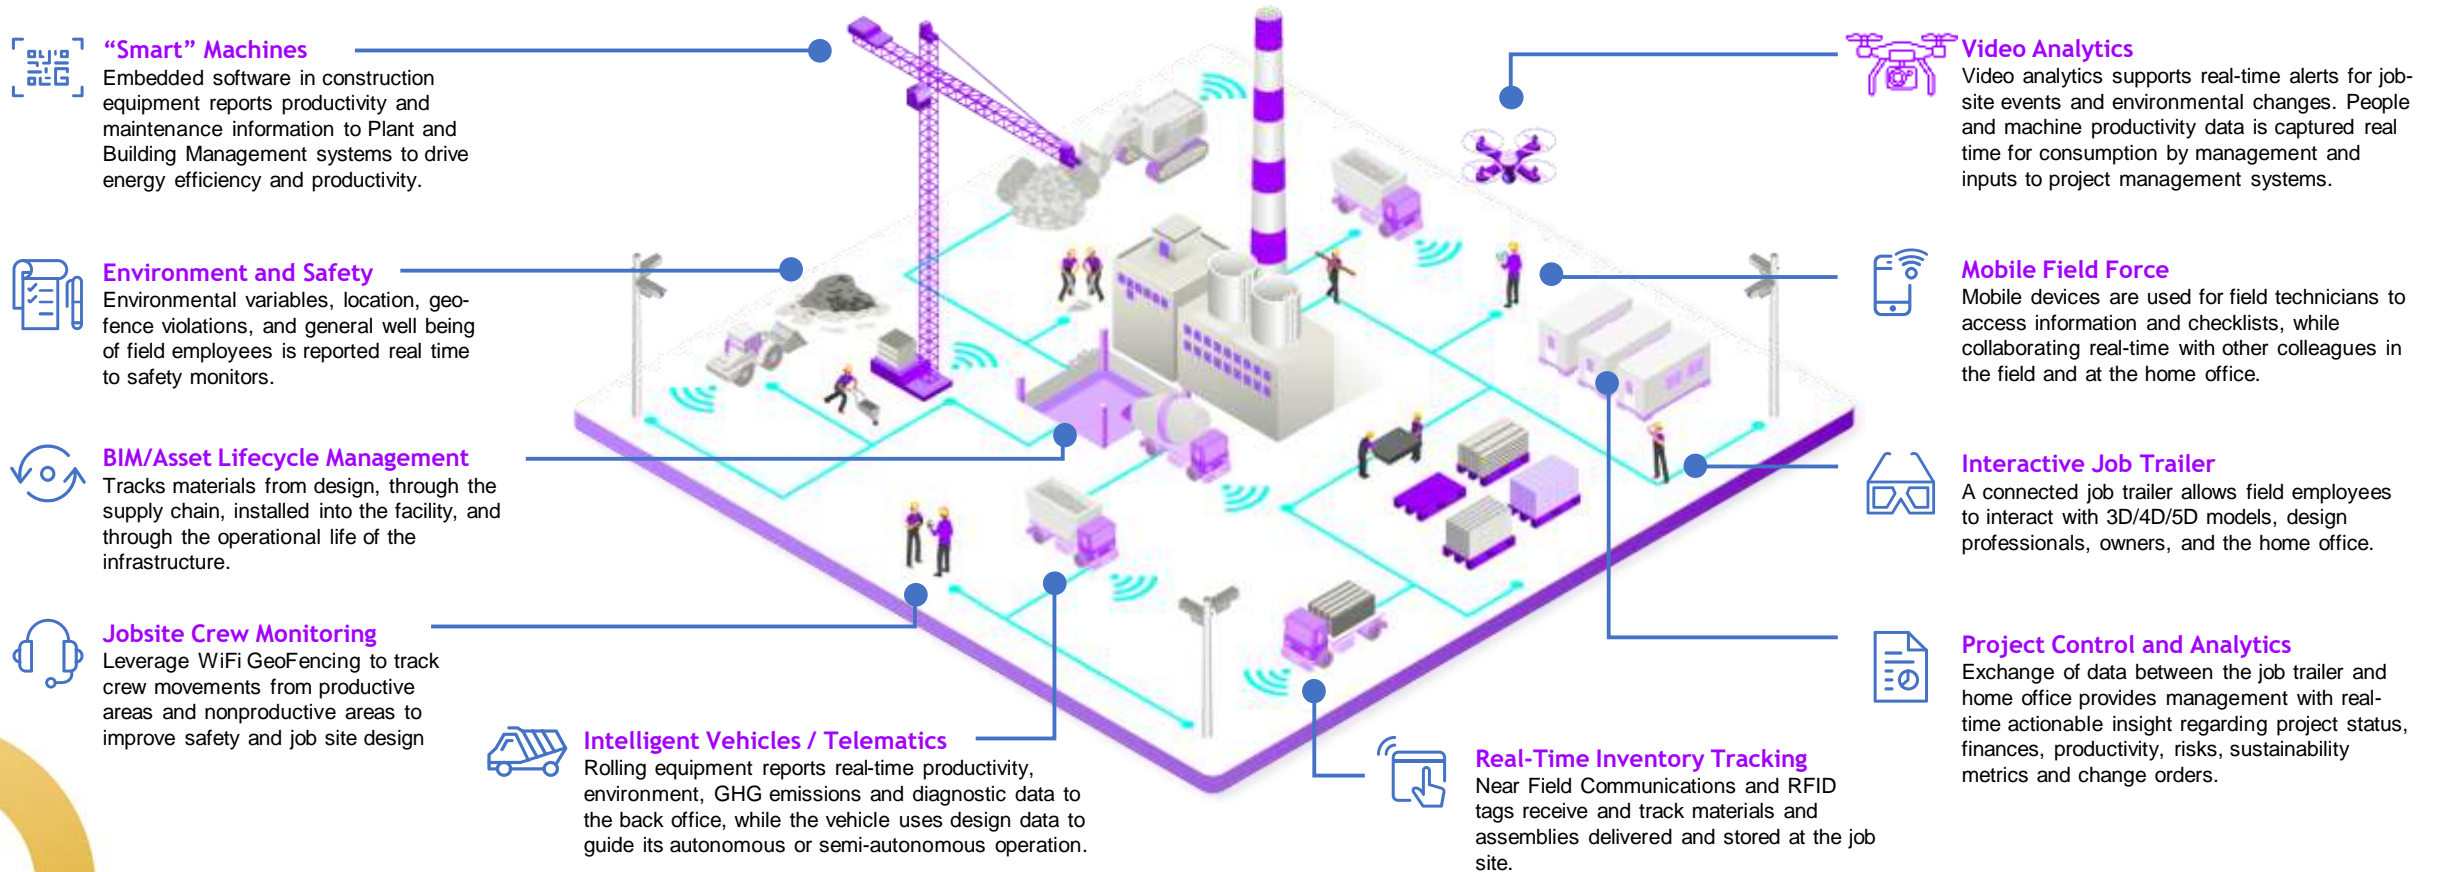 “Smart” Machines
Embedded software in construction
equipment reports productivity and
maintenance information to Plant and
Building Management systems to drive
energy efficiency and productivity.
Environment and Safety
Environmental variables, location, geo-
fence violations, and general well being
of field employees is reported real time
to safety monitors.
BIM/Asset Lifecycle Management
Tracks materials from design, through the
supply chain, installed into the facility, and
through the operational life of the
infrastructure.
Jobsite Crew Monitoring
Leverage WiFi GeoFencing to track
crew movements from productive
areas and nonproductive areas to
improve safety and job site design
Intelligent Vehicles / Telematics
Rolling equipment reports real-time productivity,
environment, GHG emissions and diagnostic data to
the back office, while the vehicle uses design data to
guide its autonomous or semi-autonomous operation.
Real-Time Inventory Tracking
Near Field Communications and RFID
tags receive and track materials and
assemblies delivered and stored at the job
site.
Video Analytics
Video analytics supports real-time alerts for job-
site events and environmental changes. People
and machine productivity data is captured real
time for consumption by management and
inputs to project management systems.
Mobile Field Force
Mobile devices are used for field technicians to
access information and checklists, while
collaborating real-time with other colleagues in
the field and at the home office.
Interactive Job Trailer
A connected job trailer allows field employees
to interact with 3D/4D/5D models, design
professionals, owners, and the home office.
Project Control and Analytics
Exchange of data between the job trailer and
home office provides management with real-
time actionable insight regarding project status,
finances, productivity, risks, sustainability
metrics and change orders.